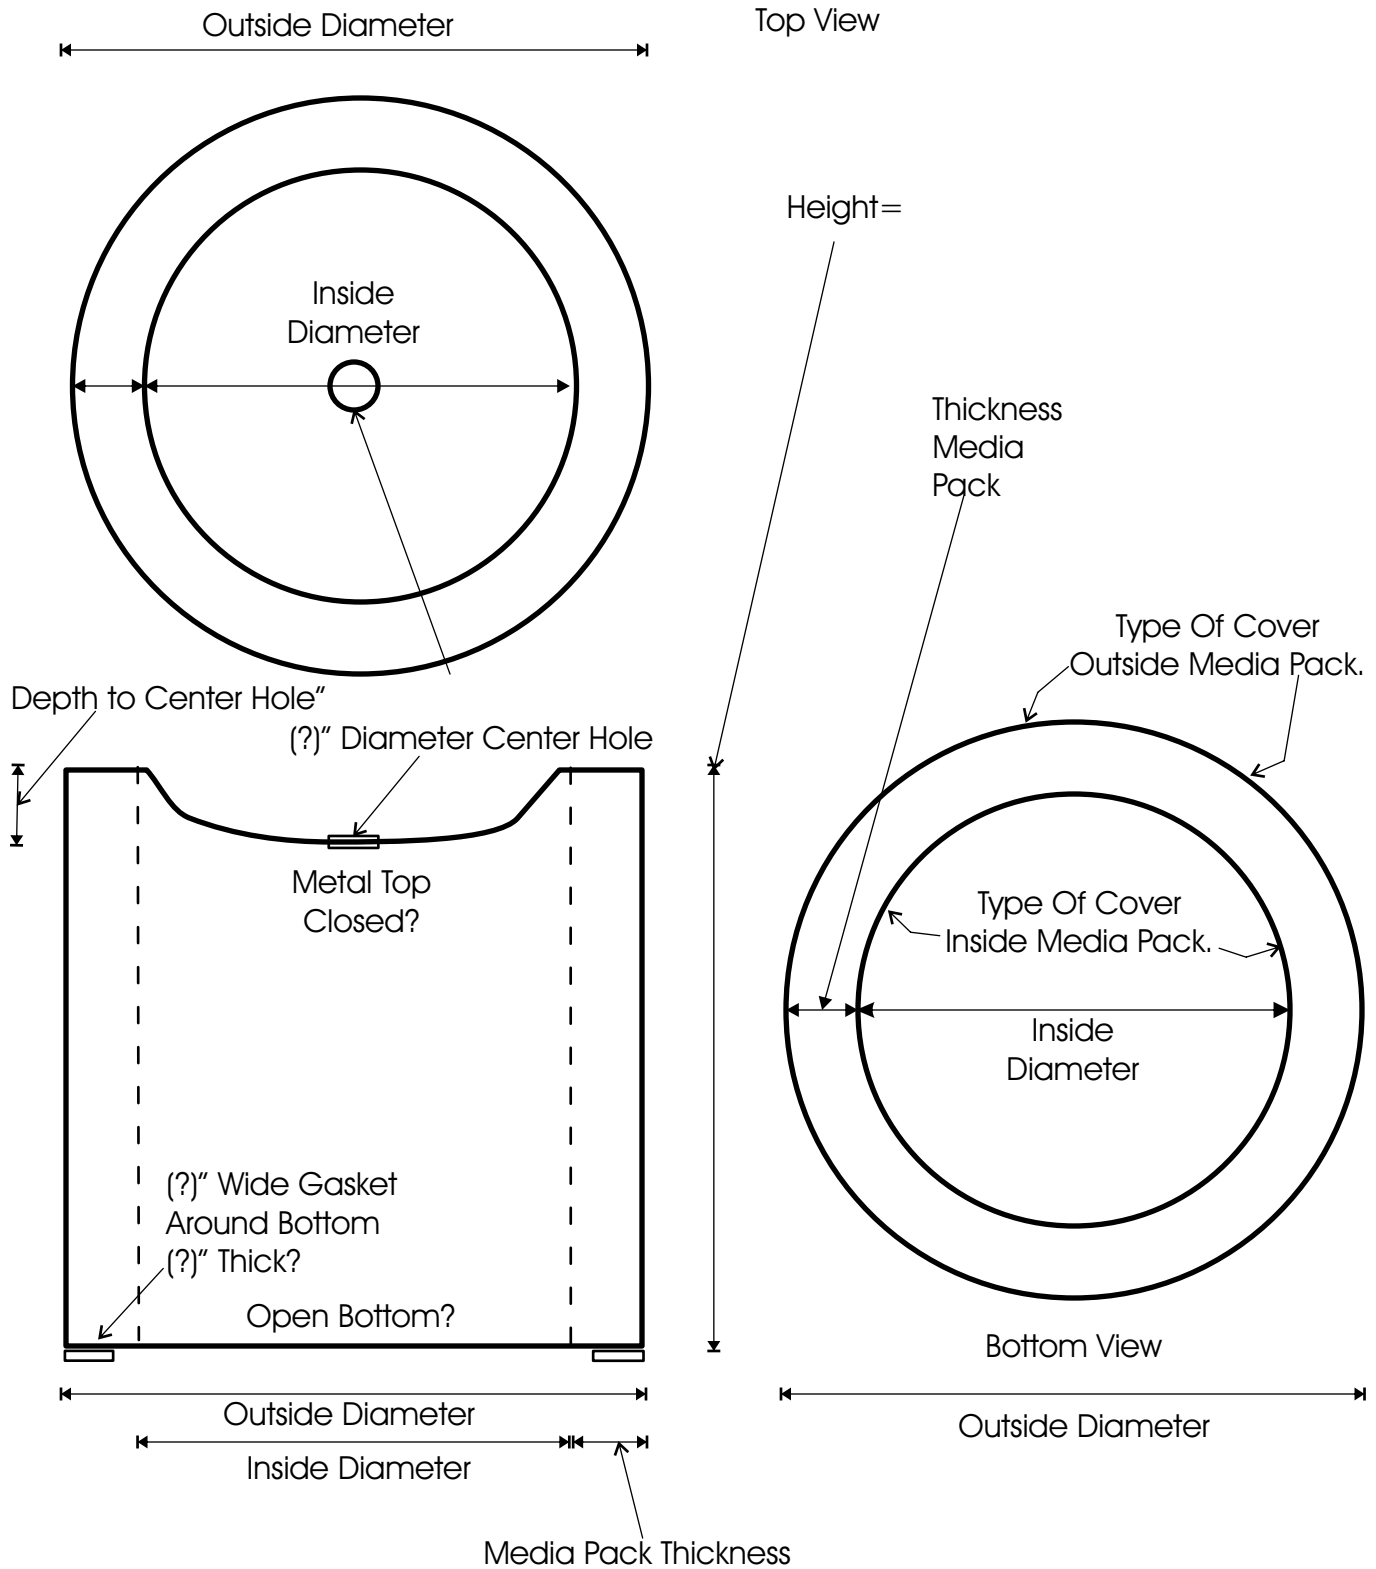 Outside Diameter
Top View
Height=
Inside
Diameter
Thickness
Media
Pack
Type Of Cover
Outside Media Pack.
Depth to Center Hole”
(?)” Diameter Center Hole
Metal Top
Closed?
Type Of Cover
Inside Media Pack.
Inside
Diameter
(?)” Wide Gasket
Around Bottom
(?)” Thick?
Open Bottom?
Bottom View
Outside Diameter
Outside Diameter
Inside Diameter
Media Pack Thickness